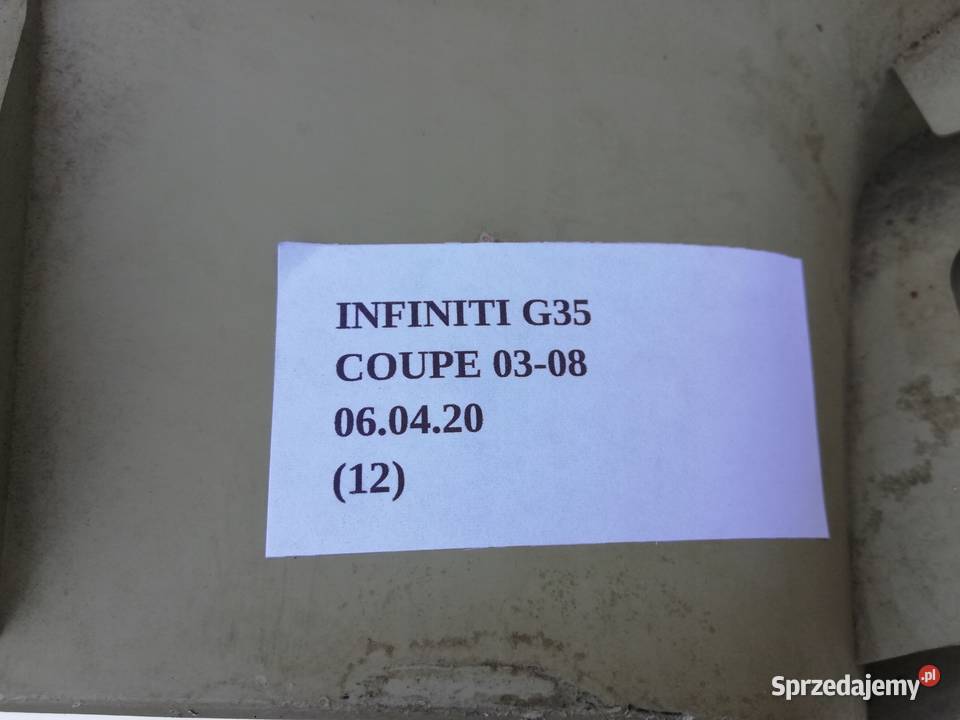 INFINITI G35
COUPE 03-08
06.04.20
(12)
Sprzedajemy.pl